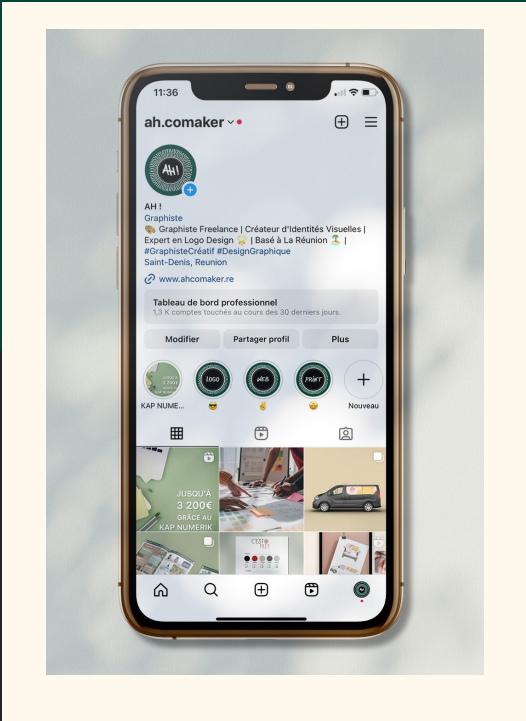 11:36
ah.comaker
AH!
AH !
Graphiste
🎨 Graphiste Freelance | Créateur d'Identités Visuelles |
Expert en Logo Design 🏆 | Basé à La Réunion 🏝️ |
#GraphisteCréatif #DesignGraphique
Saint-Denis, Reunion
www.ahcomaker.re
Tableau de bord professionnel
1,3 K comptes touchés au cours des 30 derniers jours.
Modifier
Partager profil
Plus
LOGO
WEB
PRINT
KAP NUME...
Nouveau
JUSQU'À
3 200€
GRÂCE AU
KAP NUMERIK